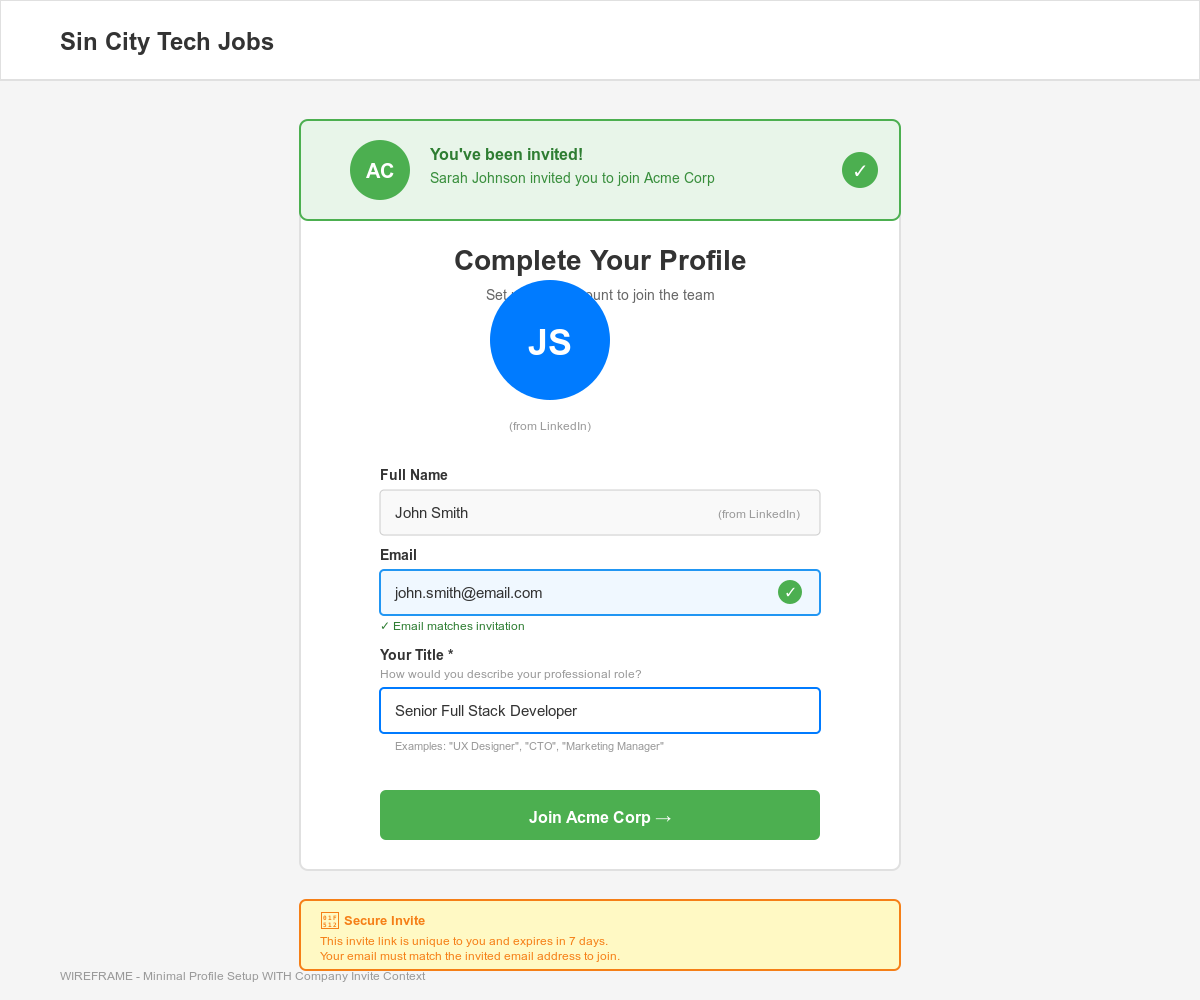 Sin City Tech Jobs
AC
You've been invited!
Sarah Johnson invited you to join Acme Corp
✓
Complete Your Profile
Set to join the team
JS
(from LinkedIn)
Full Name
John Smith (from LinkedIn)
Email
john.smith@email.com ✓
✓ Email matches invitation
Your Title *
How would you describe your professional role?
Senior Full Stack Developer
Examples: "UX Designer", "CTO", "Marketing Manager"
Join Acme Corp →
Secure Invite
This invite link is unique to you and expires in 7 days.
Your email must match the invited email address to join.
WIREFRAME - Minimal Profile Setup WITH Company Invite Context